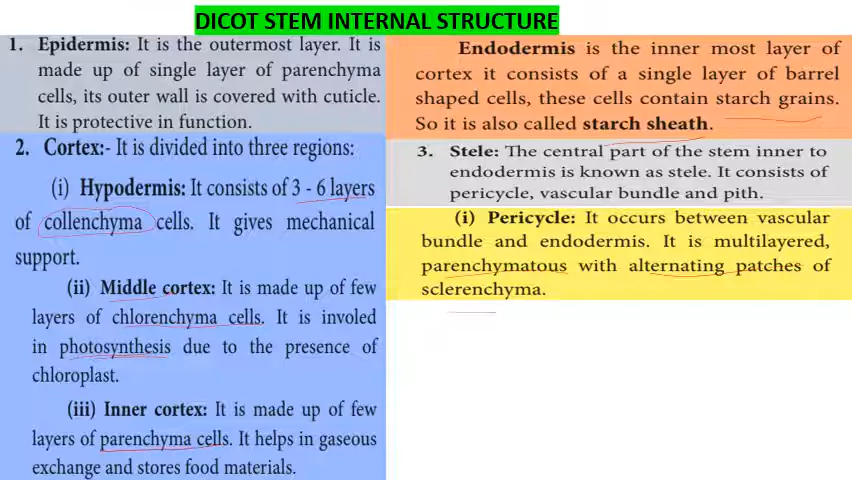 DICOT STEM INTERNAL STRUCTURE
1. Epidermis: It is the outermost layer. It is
made up of single layer of parenchyma
cells, its outer wall is covered with cuticle.
It is protective in function.
2. Cortex:- It is divided into three regions:
(i) Hypodermis: It consists of 3 - 6 layers
of collenchyma cells. It gives mechanical
support.
(ii) Middle cortex: It is made up of few
layers of chlorenchyma cells. It is involed
in photosynthesis due to the presence of
chloroplast.
(iii) Inner cortex: It is made up of few
layers of parenchyma cells. It helps in gaseous
exchange and stores food materials.
Endodermis is the inner most layer of
cortex it consists of a single layer of barrel
shaped cells, these cells contain starch grains.
So it is also called starch sheath.
3. Stele: The central part of the stem inner to
endodermis is known as stele. It consists of
pericycle, vascular bundle and pith.
(i) Pericycle: It occurs between vascular
bundle and endodermis. It is multilayered,
parenchymatous with alternating patches of
sclerenchyma.